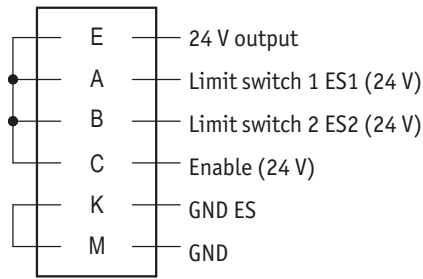 E 24 V output
A Limit switch 1 ES1 (24 V)
B Limit switch 2 ES2 (24 V)
C Enable (24 V)
K GND ES
M GND